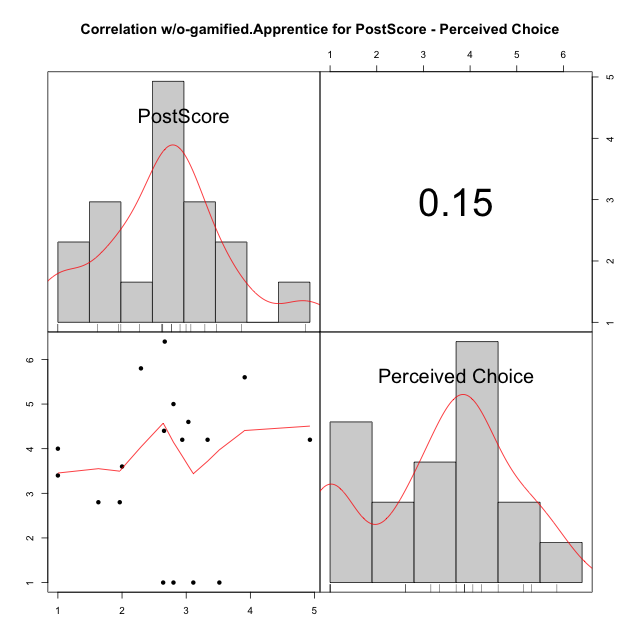 Correlation w/o-gamified.Apprentice for PostScore - Perceived Choice
1 2 3 4 5 6
PostScore
0.15
5
4
3
2
1
6
5
4
3
2
1
Perceived Choice
1 2 3 4 5